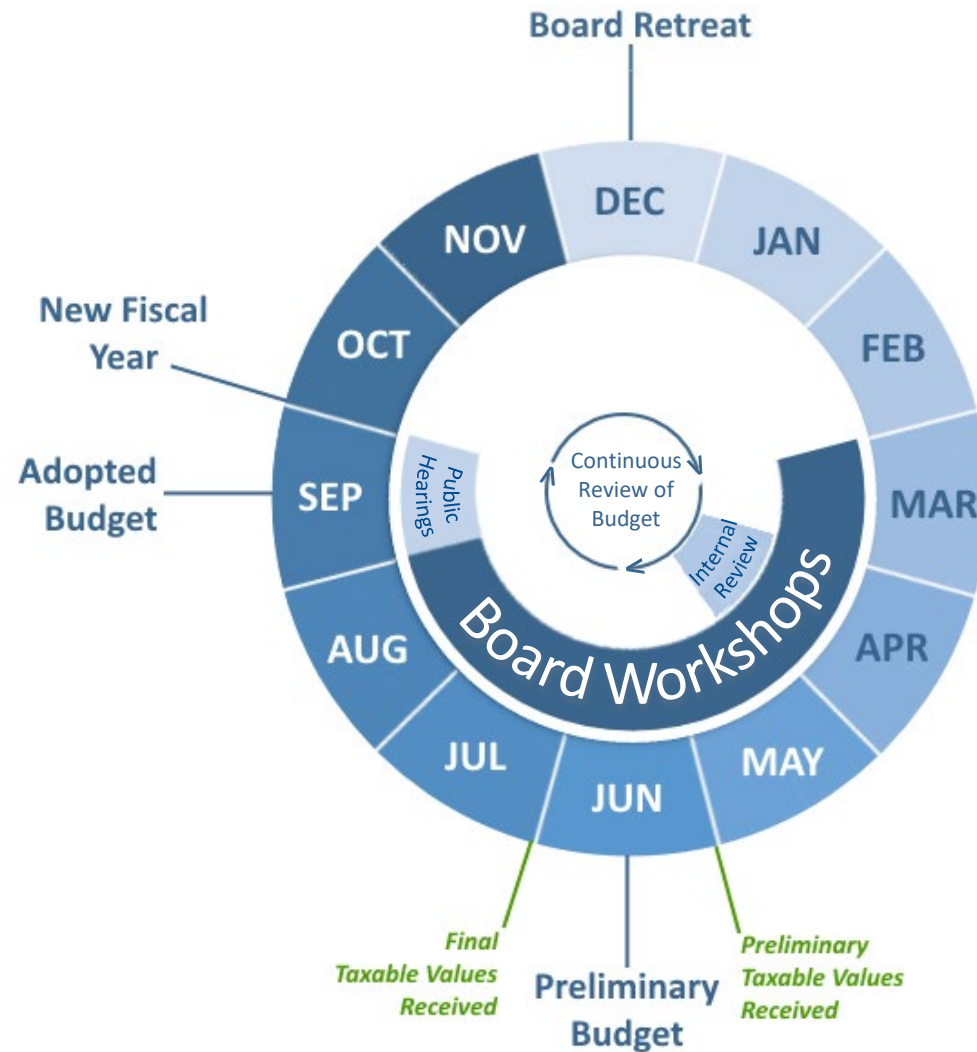 Board Retreat
DEC
JAN
FEB
MAR
APR
MAY
JUN
JUL
AUG
SEP
OCT
NOV
New Fiscal
Year
Adopted
Budget
Public
Hearings
Continuous
Review of
Budget
Internal
Review
Board Workshops
Final
Taxable Values
Received
Preliminary
Budget
Preliminary
Taxable Values
Received